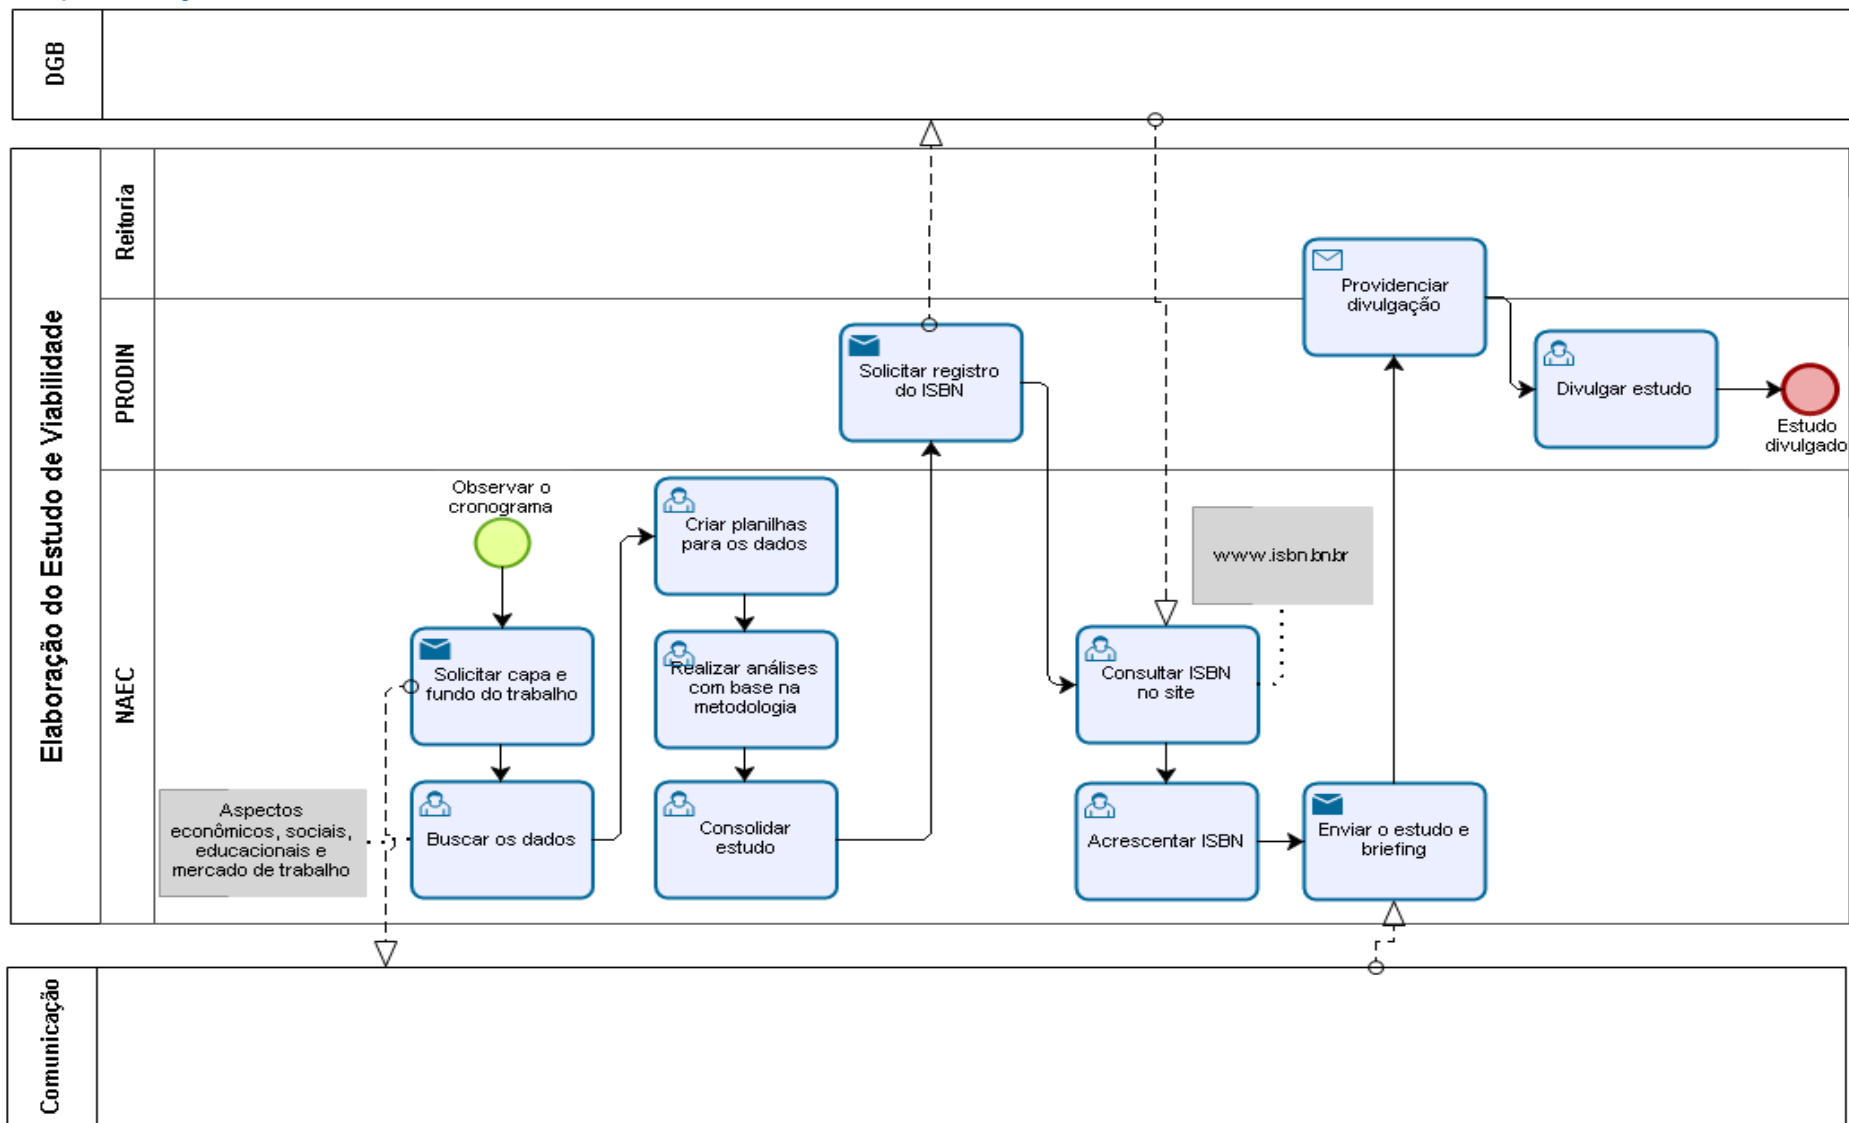 DGB
Elaboração do Estudo de Viabilidade
Reitoria
Providenciar
divulgação
PRODIN
Solicitar registro
do ISBN
Divulgar estudo
Estudo
divulgado
NAEC
Observar o
cronograma
Solicitar capa e
fundo do trabalho
Aspectos
econômicos, sociais,
educacionais e
mercado de trabalho
Buscar os dados
Criar planilhas
para os dados
Realizar análises
com base na
metodologia
Consolidar
estudo
www.isbn.bn.br
Consultar ISBN
no site
Acrescentar ISBN
Enviar o estudo e
briefing
Comunicação